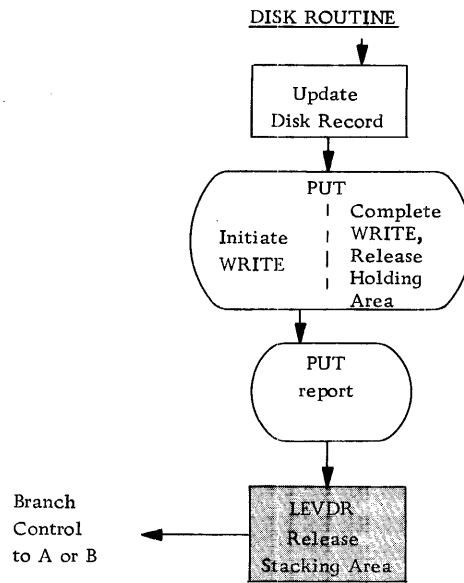 DISK ROUTINE
Update
Disk Record
PUT
Initiate
WRITE
Complete
WRITE,
Release
Holding
Area
PUT
report
LEVDR
Release
Stacking Area
Branch
Control
to A or B